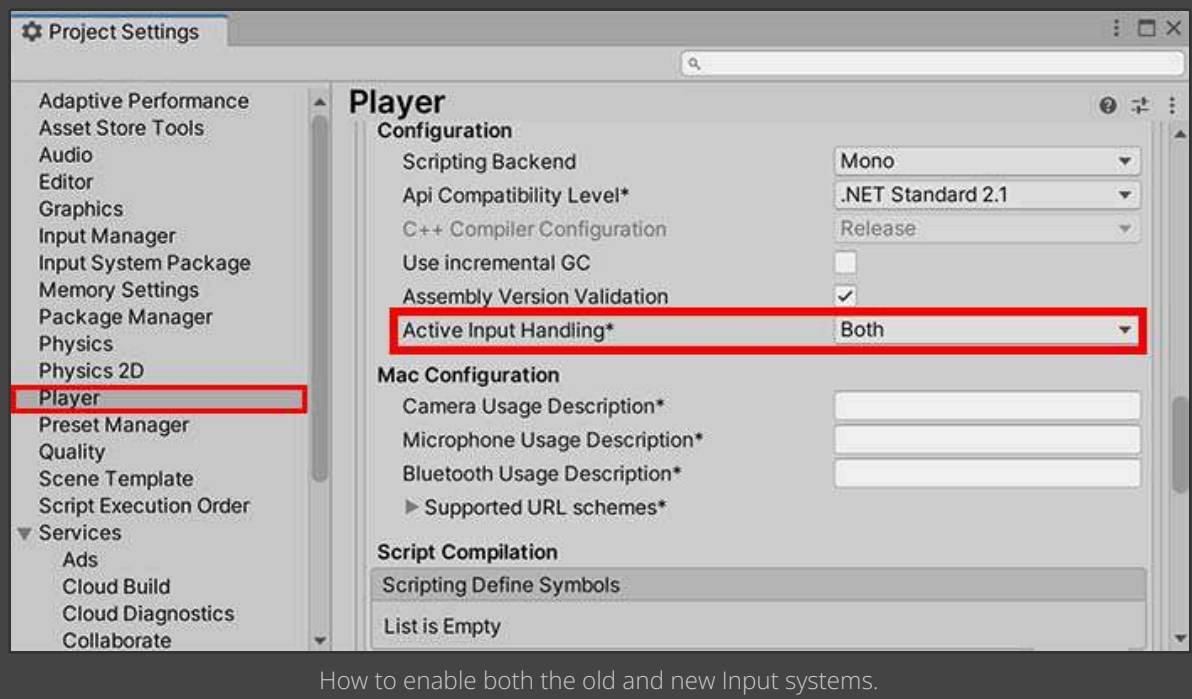 Project Settings
Adaptive Performance
Asset Store Tools
Audio
Editor
Graphics
Input Manager
Input System Package
Memory Settings
Package Manager
Physics
Physics 2D
Player
Preset Manager
Quality
Scene Template
Script Execution Order
Services
Ads
Cloud Build
Cloud Diagnostics
Collaborate
Player
Configuration
Scripting Backend Mono
Api Compatibility Level* .NET Standard 2.1
C++ Compiler Configuration Release
Use incremental GC
Assembly Version Validation
Active Input Handling* Both
Mac Configuration
Camera Usage Description*
Microphone Usage Description*
Bluetooth Usage Description*
Supported URL schemes*
Script Compilation
Scripting Define Symbols
List is Empty
How to enable both the old and new Input systems.